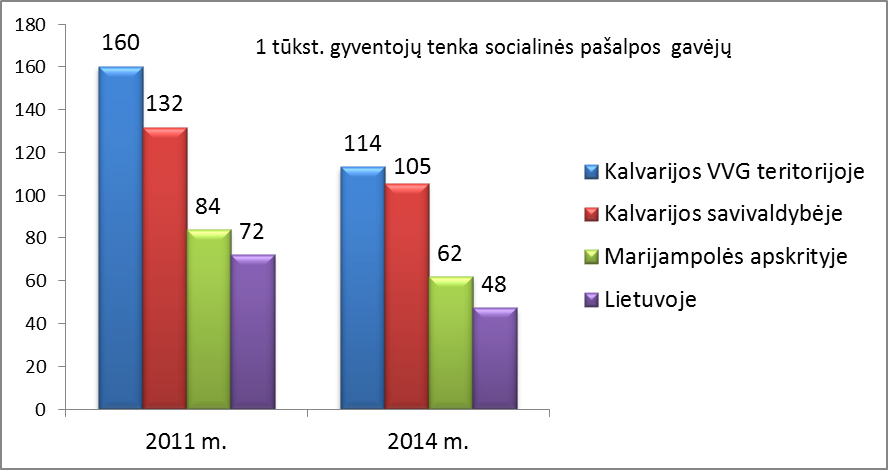 1 tūkst. gyventojų tenka socialinės pašalpos gavėjų
180
160
140
120
100
80
60
40
20
0
160
132
84
72
114
105
62
48
2011 m.
2014 m.
Kalvarijos VVG teritorijoje
Kalvarijos savivaldybėje
Marijampolės apskrityje
Lietuvoje